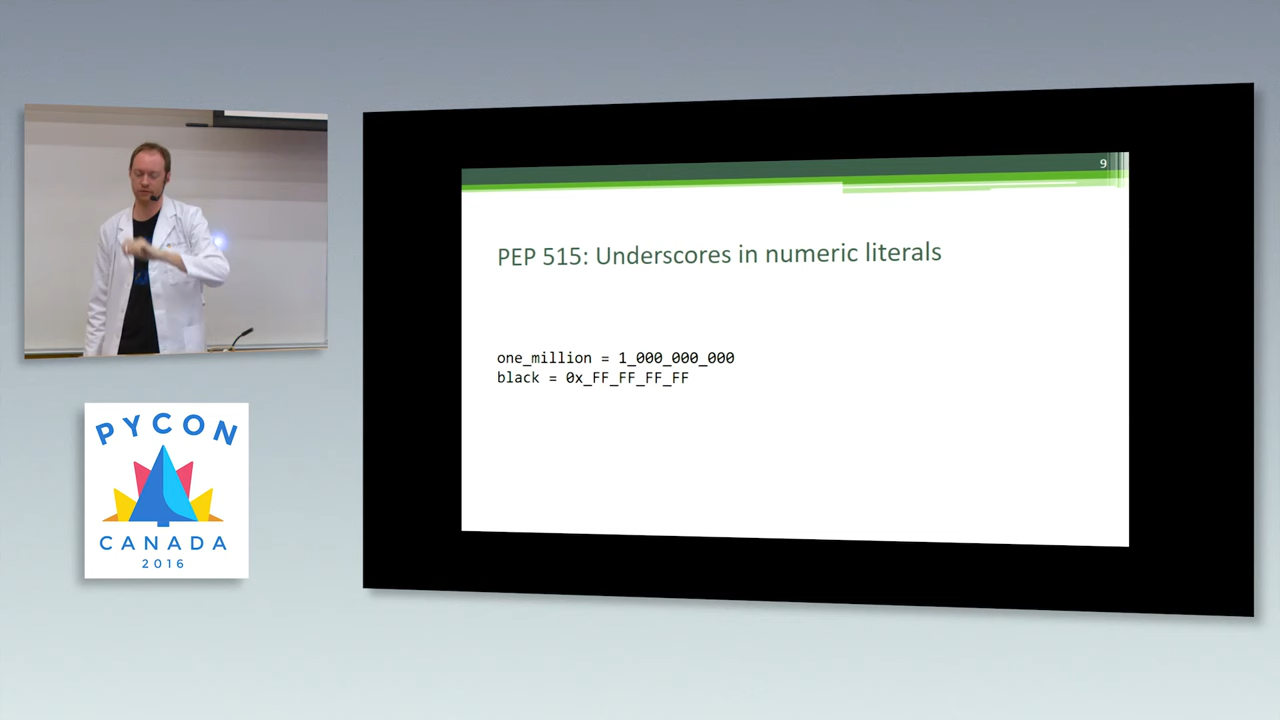 9
PEP 515: Underscores in numeric literals
one_million = 1_000_000_000
black = 0x_FF_FF_FF_FF
PYCON
CANADA
2016